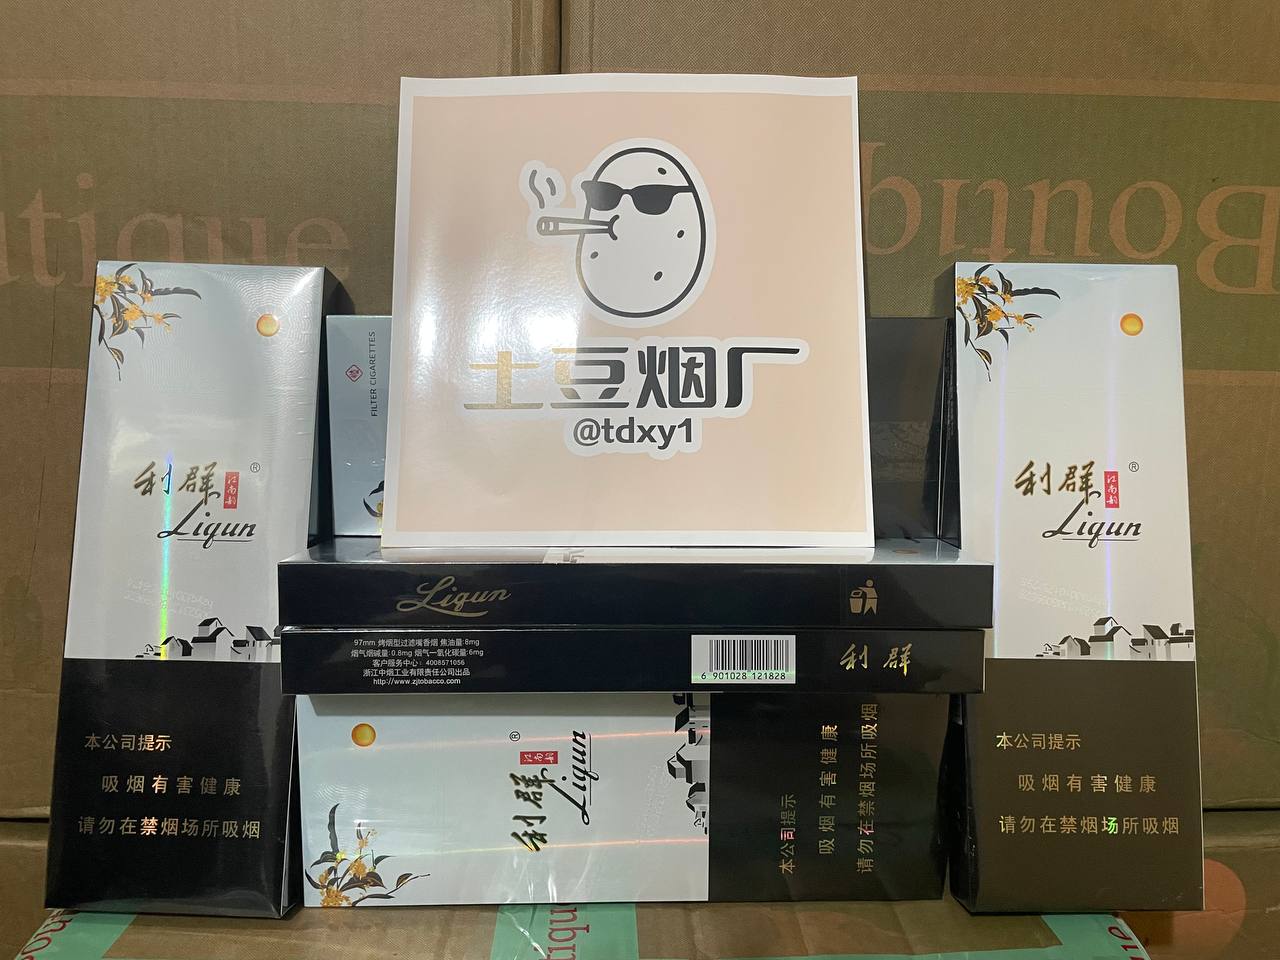 utique
Boutiq
FILTER CIGARETTES
土豆烟厂
@tdxy1
利群
江南韵
®
Liqun
本公司提示
吸烟有害健康
请勿在禁烟场所吸烟
利群
江南韵
®
Liqun
本公司提示
吸烟有害健康
请勿在禁烟场所吸烟
Liqun
97mm 烤烟型过滤嘴香烟 焦油量:8mg
烟气烟碱量:0.8mg 烟气一氧化碳量:6mg
客户服务中心: 4008571056
浙江中烟工业有限责任公司出品
http://www.zjtobacco.com
6 901028 121828
利群
利群
江南韵
®
Liqun
本公司提示
吸烟有害健康
请勿在禁烟场所吸烟
tiqu